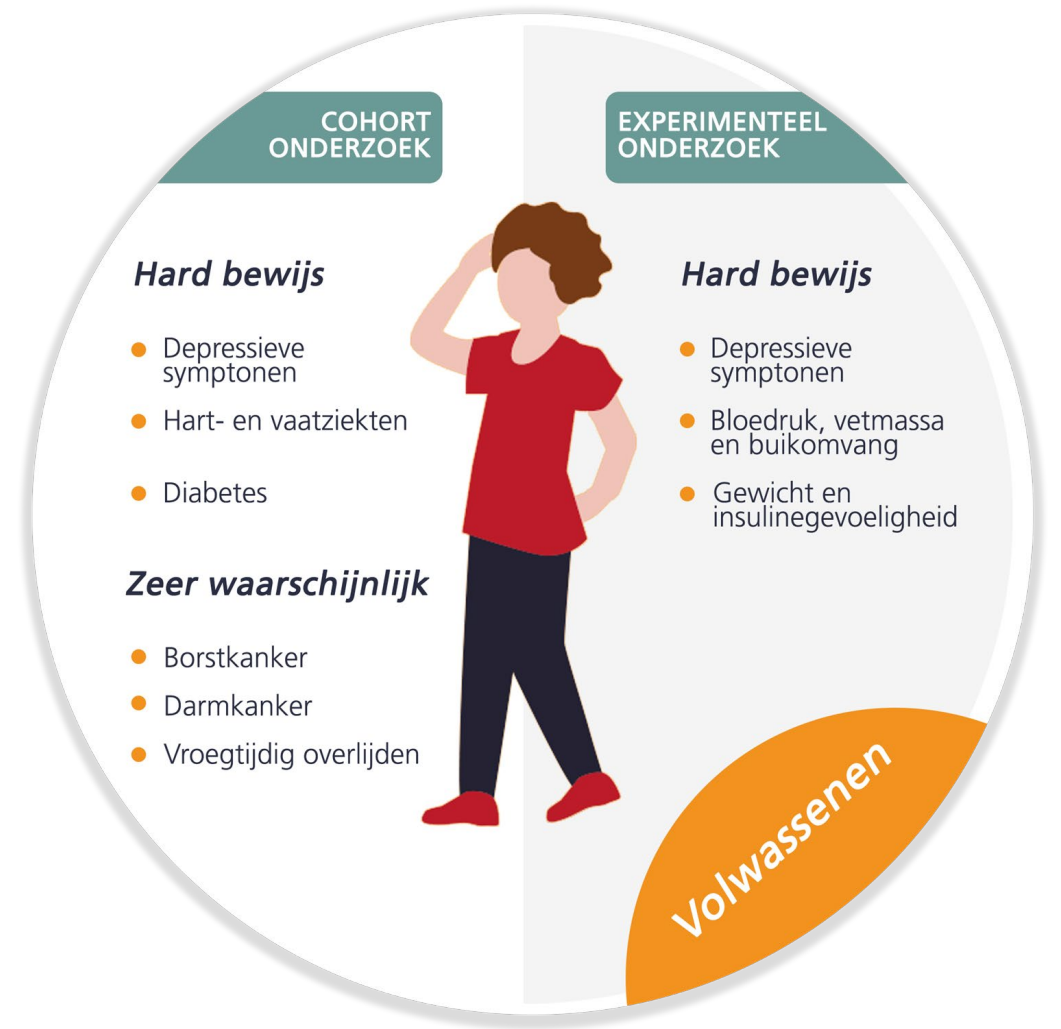 COHORT
ONDERZOEK
Hard bewijs
Depressieve
symptonen
Hart- en vaatziekten
Diabetes
Zeer waarschijnlijk
Borstkanker
Darmkanker
Vroegtijdig overlijden
EXPERIMENTEEL
ONDERZOEK
Hard bewijs
Depressieve
symptonen
Bloedruk, vetmassa
en buikomvang
Gewicht en
insulinegevoeligheid
Volwassenen